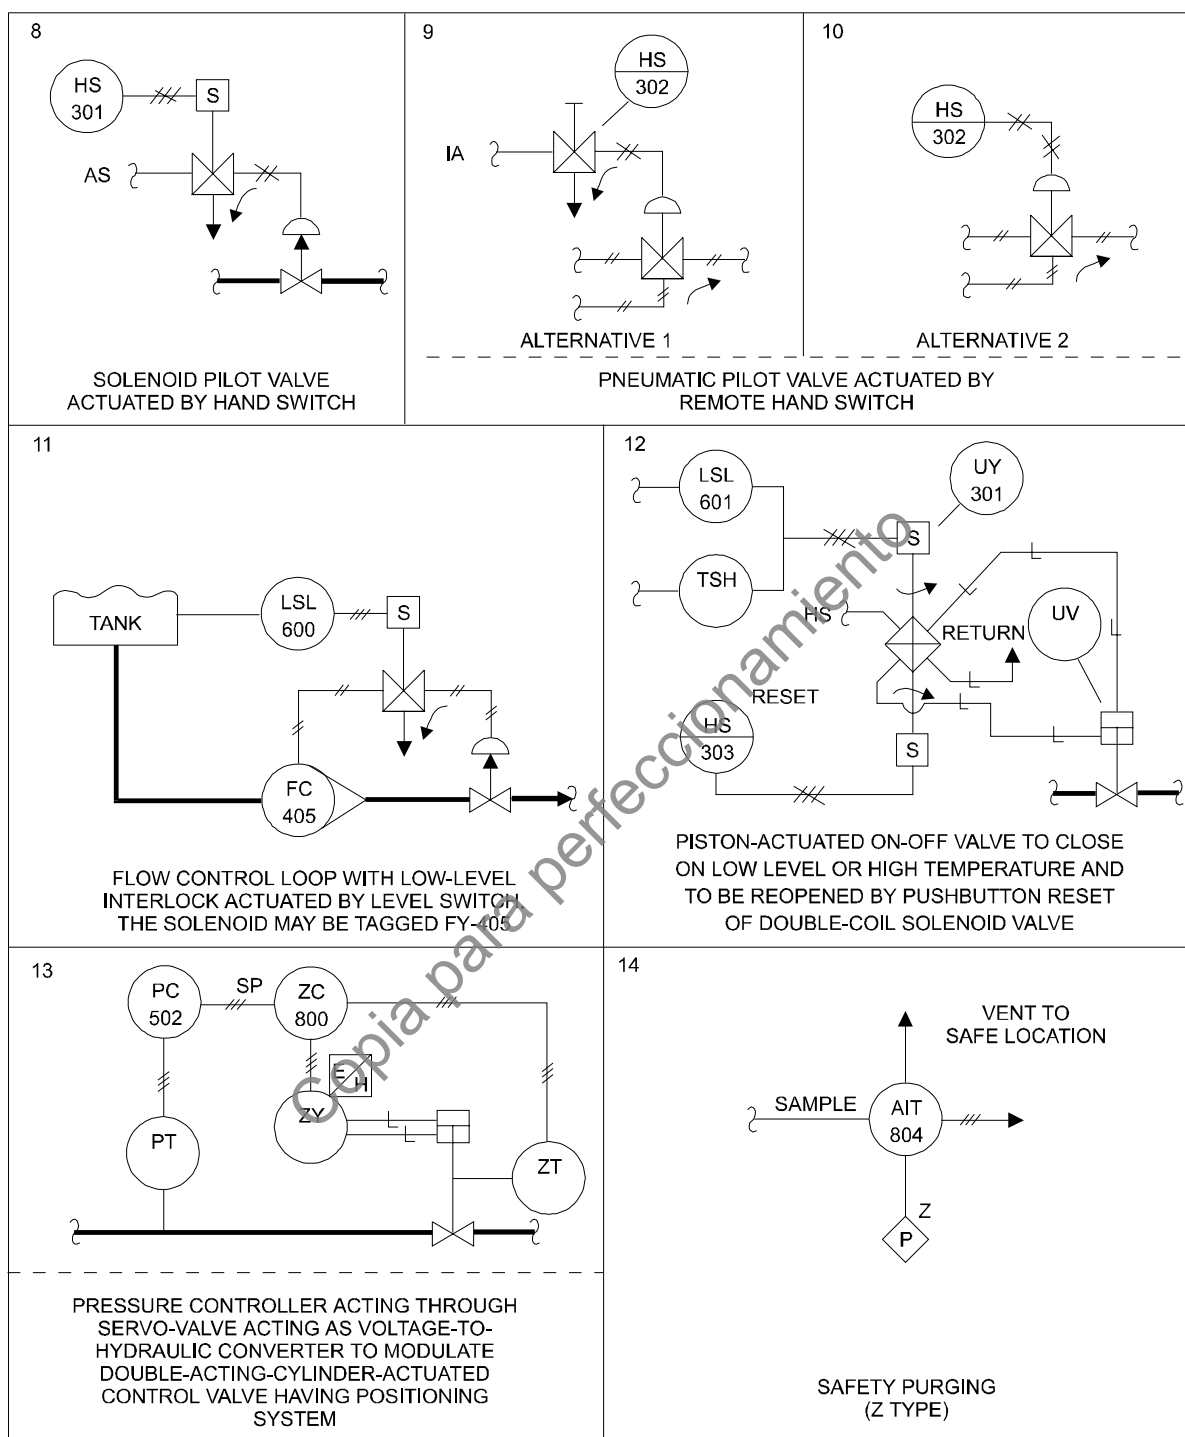 8
HS
301
S
AS
SOLENOID PILOT VALVE
ACTUATED BY HAND SWITCH
9
HS
302
IA
ALTERNATIVE 1
10
HS
302
ALTERNATIVE 2
PNEUMATIC PILOT VALVE ACTUATED BY
REMOTE HAND SWITCH
11
TANK
LSL
600
S
FC
405
FLOW CONTROL LOOP WITH LOW-LEVEL
INTERLOCK ACTUATED BY LEVEL SWITCH.
THE SOLENOID MAY BE TAGGED FY-405
12
LSL
601
UY
301
S
TSH
HS
UV
RETURN
RESET
HS
303
S
PISTON-ACTUATED ON-OFF VALVE TO CLOSE
ON LOW LEVEL OR HIGH TEMPERATURE AND
TO BE REOPENED BY PUSHBUTTON RESET
OF DOUBLE-COIL SOLENOID VALVE
13
PC
502
SP
ZC
800
E
H
ZY
PT
ZT
PRESSURE CONTROLLER ACTING THROUGH
SERVO-VALVE ACTING AS VOLTAGE-TO-
HYDRAULIC CONVERTER TO MODULATE
DOUBLE-ACTING-CYLINDER-ACTUATED
CONTROL VALVE HAVING POSITIONING
SYSTEM
14
VENT TO
SAFE LOCATION
SAMPLE
AIT
804
Z
P
SAFETY PURGING
(Z TYPE)
Copia para perfeccionamiento